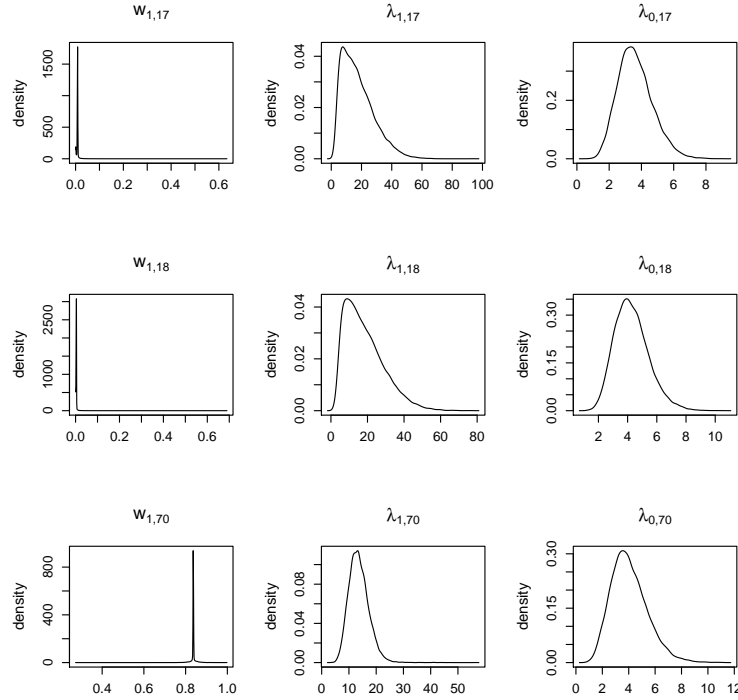 w1,17
λ1,17
λ0,17
density
0 500 1500
0.0 0.2 0.4 0.6
density
0.00 0.02 0.04
0 20 40 60 80 100
density
0.0 0.2
0 2 4 6 8
w1,18
λ1,18
λ0,18
density
0 1000 2500
0.0 0.2 0.4 0.6
density
0.00 0.02 0.04
0 20 40 60 80
density
0.00 0.15 0.30
2 4 6 8 10
w1,70
λ1,70
λ0,70
density
0 400 800
0.4 0.6 0.8 1.0
density
0.00 0.04 0.08
0 10 20 30 40 50
density
0.00 0.15 0.30
0 2 4 6 8 10 12